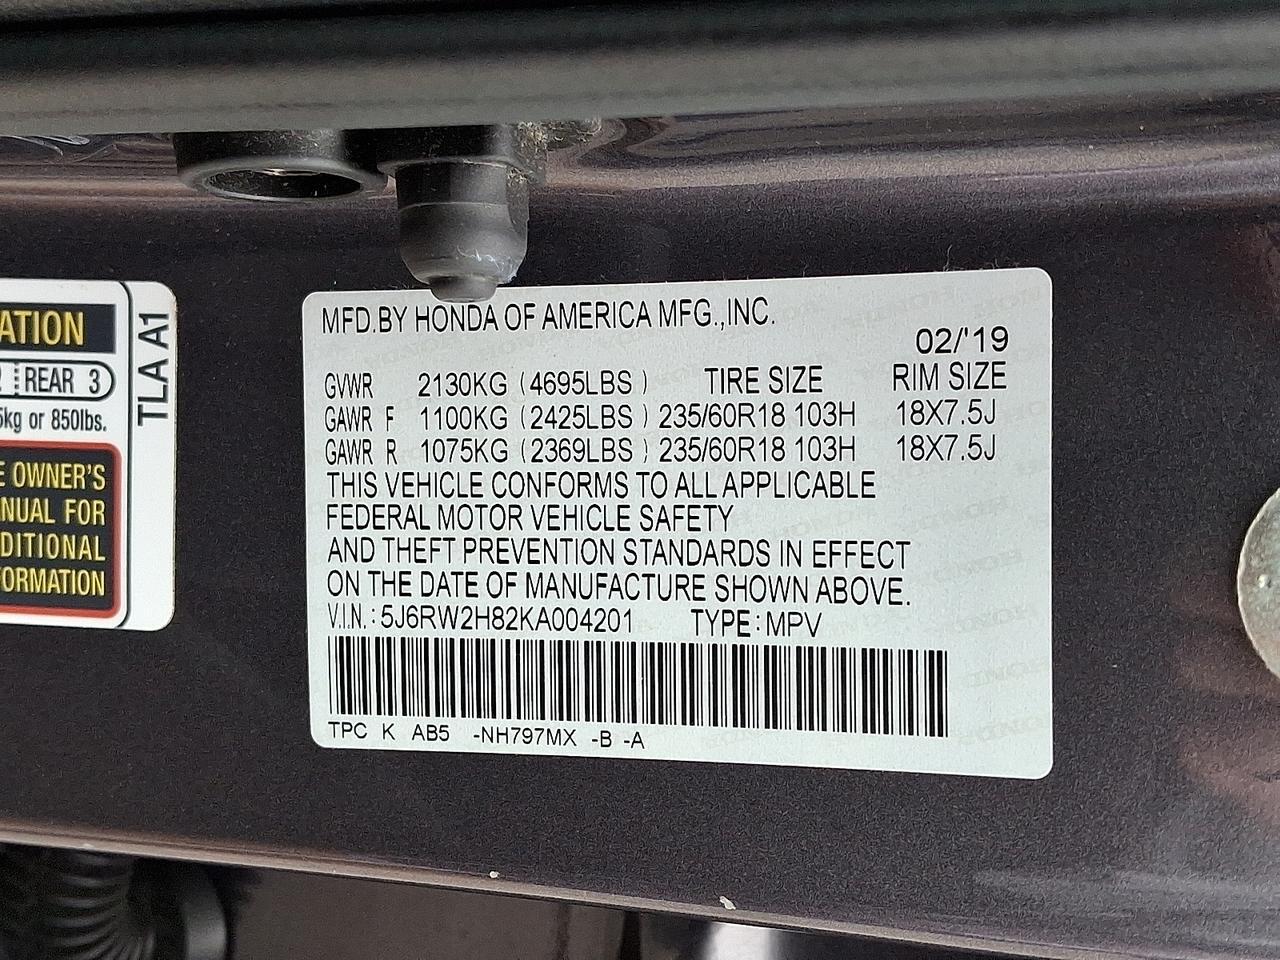 ATION
REAR 3
5kg or 850lbs.
E OWNER'S
NUAL FOR
DITIONAL
FORMATION
TLA A1
MFD.BY HONDA OF AMERICA MFG.,INC.
02/'19
GVWR 2130KG (4695LBS) TIRE SIZE RIM SIZE
GAWR F 1100KG (2425LBS) 235/60R18 103H 18X7.5J
GAWR R 1075KG (2369LBS) 235/60R18 103H 18X7.5J
THIS VEHICLE CONFORMS TO ALL APPLICABLE
FEDERAL MOTOR VEHICLE SAFETY
AND THEFT PREVENTION STANDARDS IN EFFECT
ON THE DATE OF MANUFACTURE SHOWN ABOVE.
V.I.N.: 5J6RW2H82KA004201 TYPE: MPV
TPC K AB5 -NH797MX -B -A